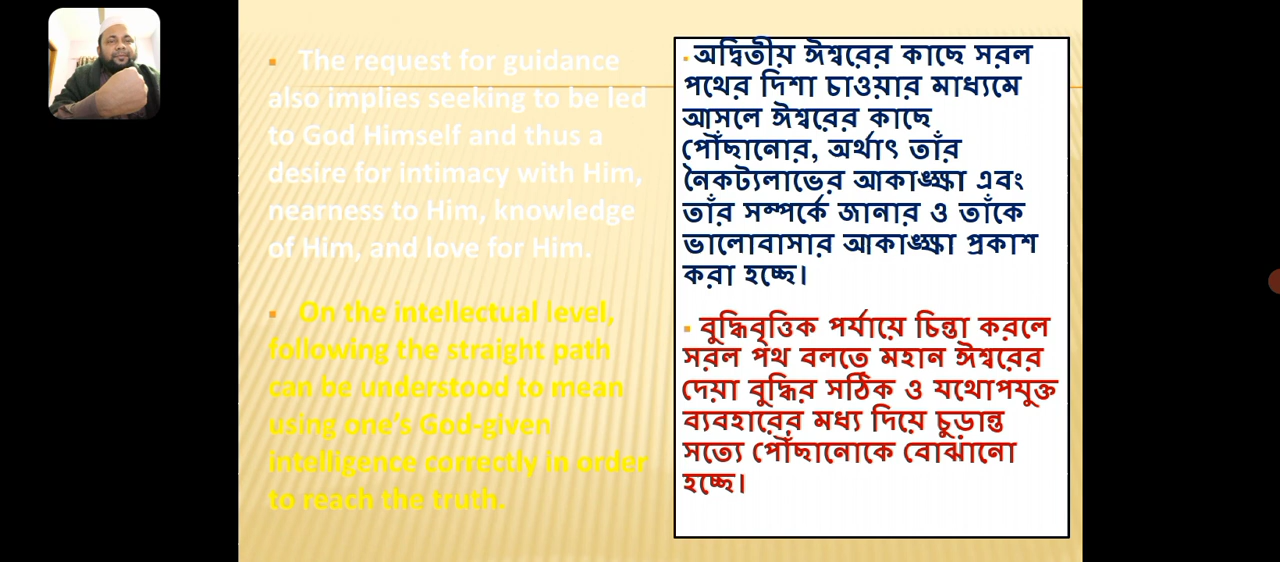 The request for guidance
also implies seeking to be led
to God Himself and thus a
desire for intimacy with Him,
nearness to Him, knowledge
of Him, and love for Him.
On the intellectual level,
following the straight path
can be understood to mean
using one's God-given
intelligence correctly in order
to reach the truth.
অদ্বিতীয় ঈশ্বরের কাছে সরল
পথের দিশা চাওয়ার মাধ্যমে
আসলে ঈশ্বরের কাছে
পৌঁছানোর, অর্থাৎ তাঁর
নৈকট্যলাভের আকাঙ্ক্ষা এবং
তাঁর সম্পর্কে জানার ও তাঁকে
ভালোবাসার আকাঙ্ক্ষা প্রকাশ
করা হচ্ছে।
বুদ্ধিবৃত্তিক পর্যায়ে চিন্তা করলে
সরল পথ বলতে মহান ঈশ্বরের
দেয়া বুদ্ধির সঠিক ও যথোপযুক্ত
ব্যবহারের মধ্য দিয়ে চুড়ান্ত
সত্যে পৌঁছানোকে বোঝানো
হচ্ছে।